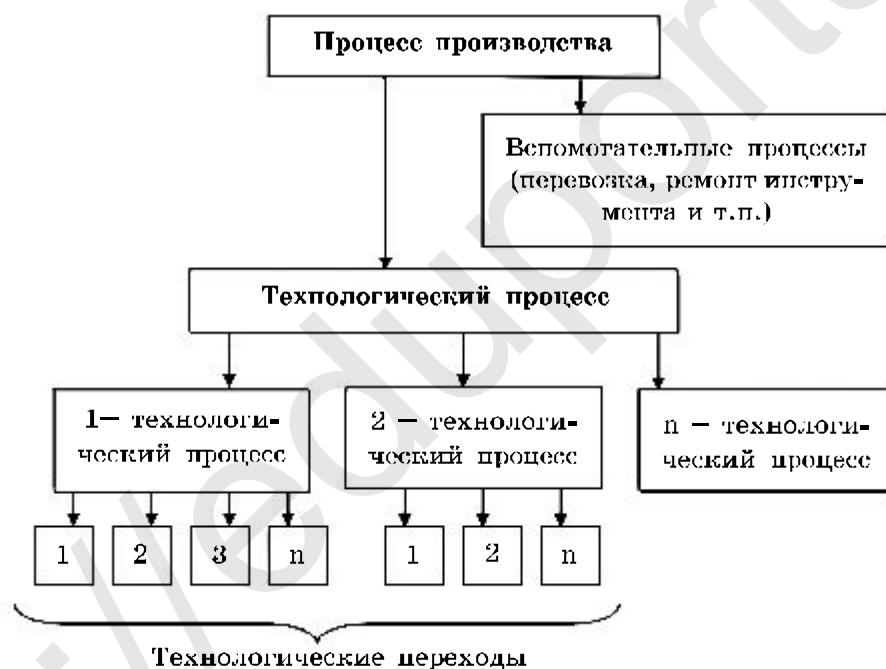 Процесс производства
Вспомогательные процессы
(перевозка, ремонт инстру-
мента и т.п.)
Технологический процесс
1— технологи-
ческий процесс
2 — технологи-
ческий процесс
n — технологи-
ческий процесс
1 2 3 n 1 2 n
Технологические переходы
//eduporta